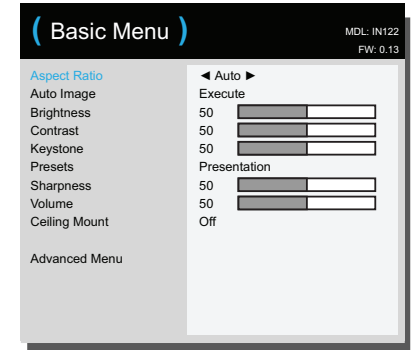 ( Basic Menu )
MDL: IN122
FW: 0.13
Aspect Ratio ◄ Auto ►
Auto Image Execute
Brightness 50
Contrast 50
Keystone 50
Presets Presentation
Sharpness 50
Volume 50
Ceiling Mount Off
Advanced Menu